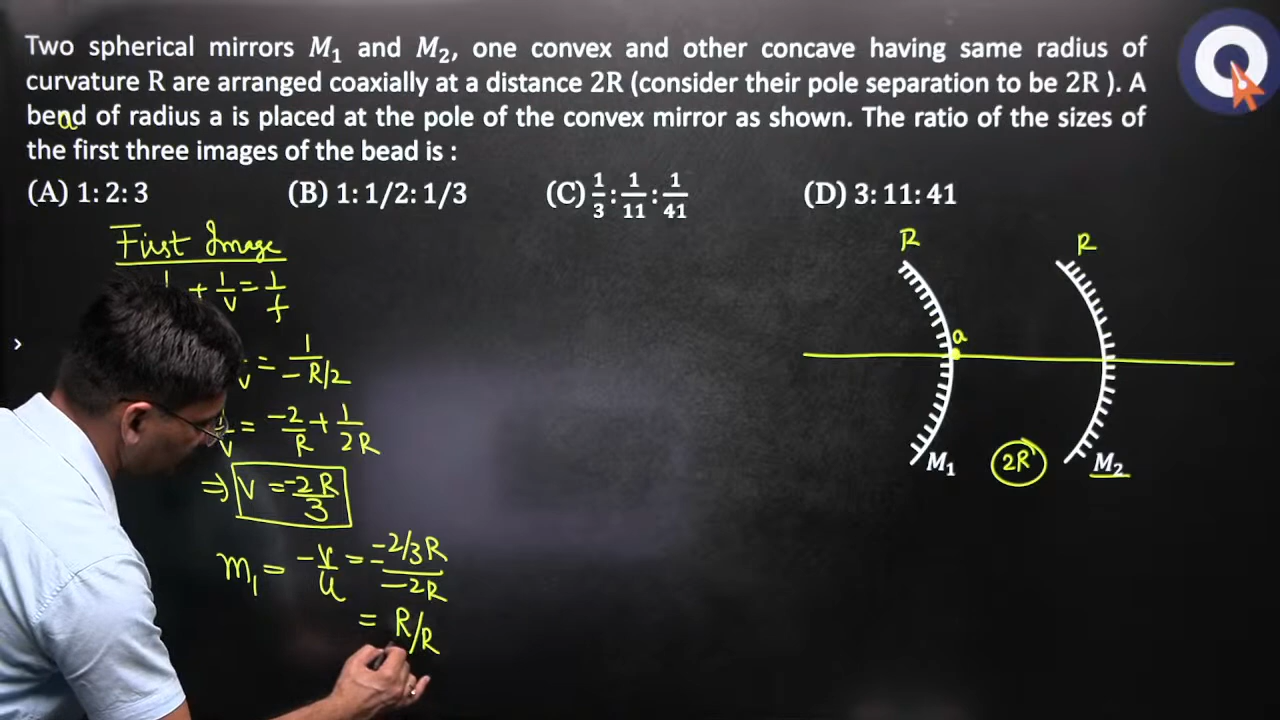 Two spherical mirrors M₁ and M₂, one convex and other concave having same radius of
curvature R are arranged coaxially at a distance 2R (consider their pole separation to be 2R ). A
bead of radius a is placed at the pole of the convex mirror as shown. The ratio of the sizes of
the first three images of the bead is :
(A) 1: 2: 3 (B) 1: 1/2: 1/3 (C) 1/3 : 1/11 : 1/41 (D) 3: 11: 41
First Image
+ 1/v = 1/f
v = 1/-R/2
v = -2/R + 1/2R
⇒ v = -2R/3
m₁ = -v/u = - -2/3R/-2R
= R/R
R
R
a
M₁
2R
M₂